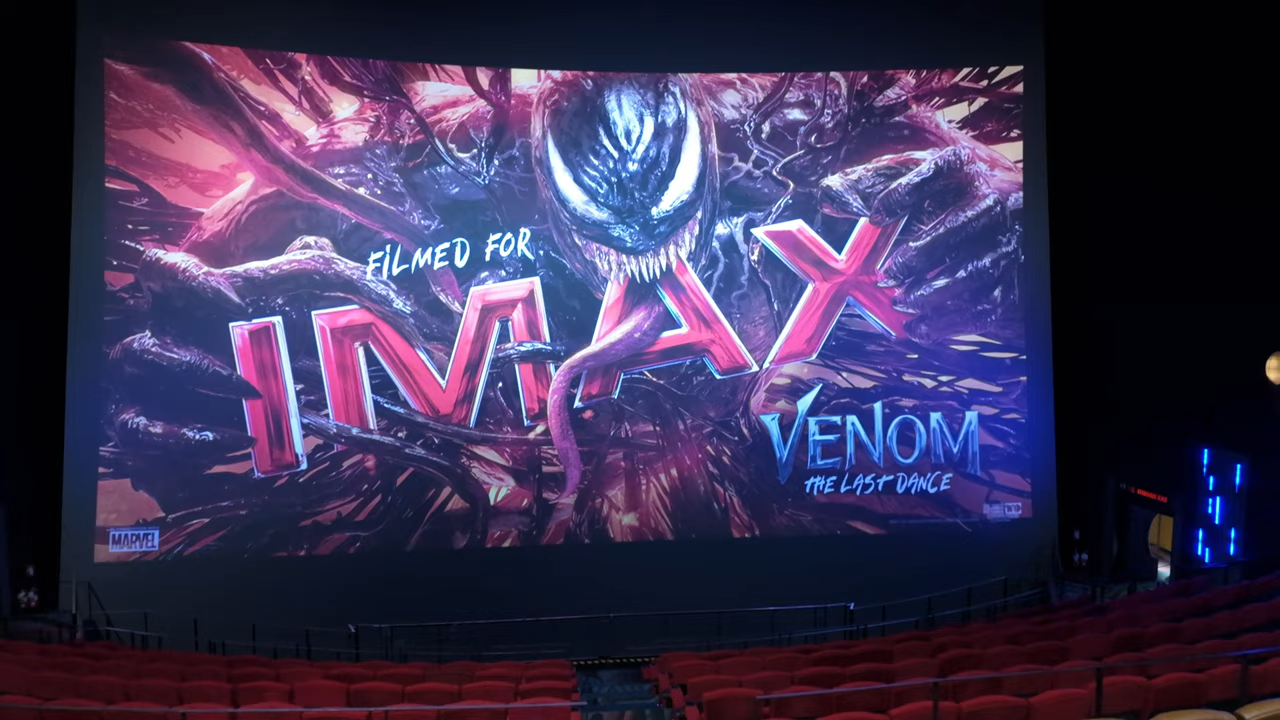 FILMED FOR
IMAX
VENOM
THE LAST DANCE
MARVEL